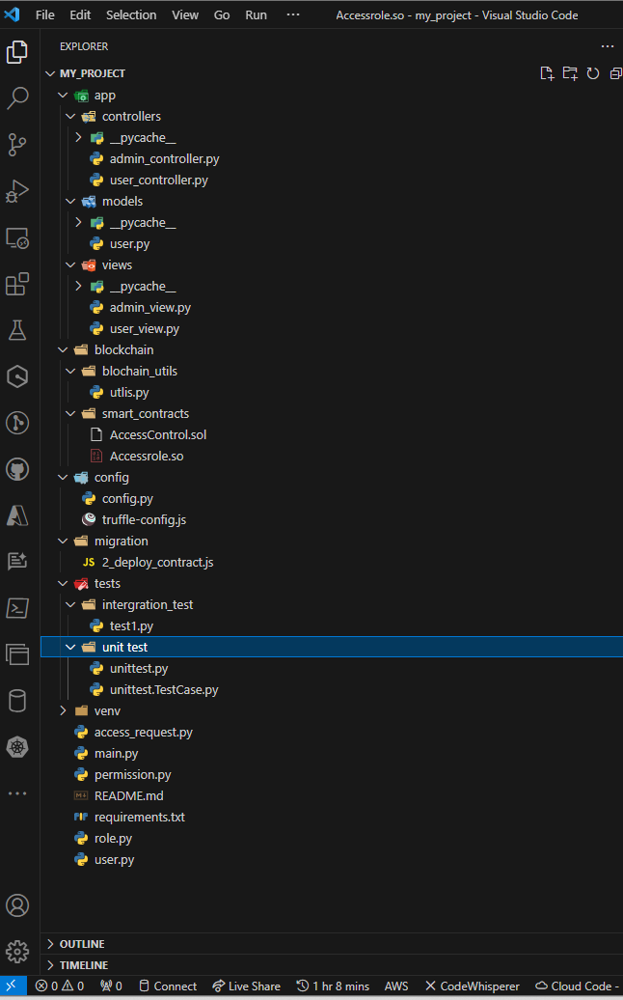 File Edit Selection View Go Run ··· Accessrole.so - my_project - Visual Studio Code
EXPLORER ···
MY_PROJECT
app
controllers
__pycache__
admin_controller.py
user_controller.py
models
__pycache__
user.py
views
__pycache__
admin_view.py
user_view.py
blockchain
blochain_utils
utlis.py
smart_contracts
AccessControl.sol
Accessrole.so
config
config.py
truffle-config.js
migration
JS 2_deploy_contract.js
tests
intergration_test
test1.py
unit test
unittest.py
unittest.TestCase.py
venv
access_request.py
main.py
permission.py
README.md
requirements.txt
role.py
user.py
OUTLINE
TIMELINE
0 0 0 Connect Live Share 1 hr 8 mins AWS CodeWhisperer Cloud Code -